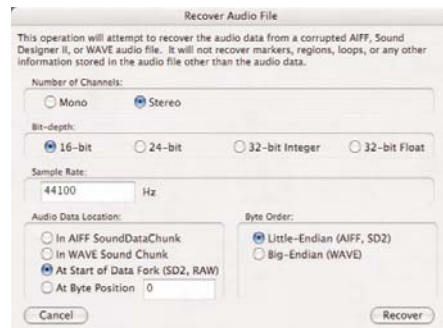 Recover Audio File
This operation will attempt to recover the audio data from a corrupted AIFF, Sound
Designer II, or WAVE audio file. It will not recover markers, regions, loops, or any other
information stored in the audio file other than the audio data.
Number of Channels:
Mono Stereo
Bit-depth:
16-bit 24-bit 32-bit Integer 32-bit Float
Sample Rate:
44100 Hz
Audio Data Location: Byte Order:
In AIFF SoundDataChunk Little-Endian (AIFF, SD2)
In WAVE Sound Chunk Big-Endian (WAVE)
At Start of Data Fork (SD2, RAW)
At Byte Position 0
Cancel Recover